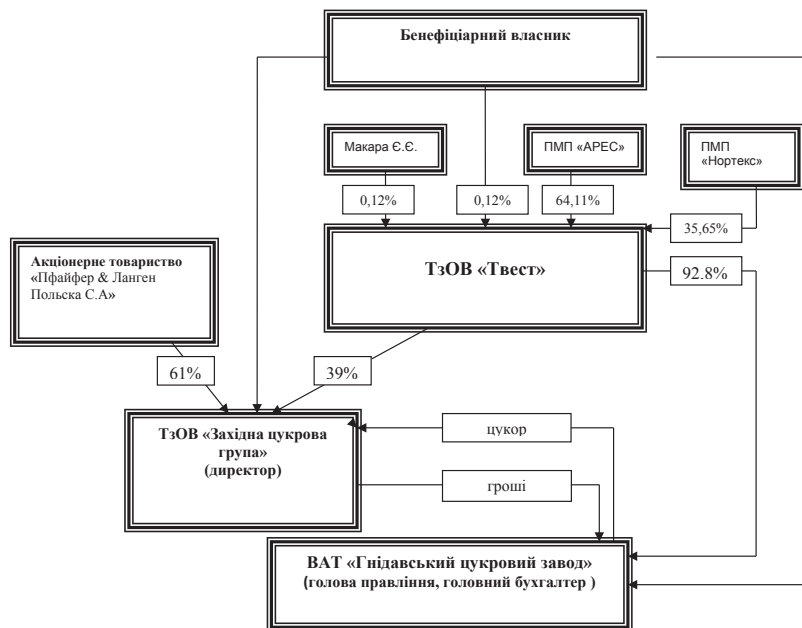 Бенефіціарний власник
Макара Є.Є.
ПМП «АРЕС»
ПМП
«Нортекс»
0,12%
0,12%
64,11%
35,65%
Акціонерне товариство
«Пфайфер & Ланген
Польска С.А»
ТзОВ «Твест»
92.8%
61%
39%
ТзОВ «Західна цукрова
група»
(директор)
цукор
гроші
ВАТ «Гнідавський цукровий завод»
(голова правління, головний бухгалтер )